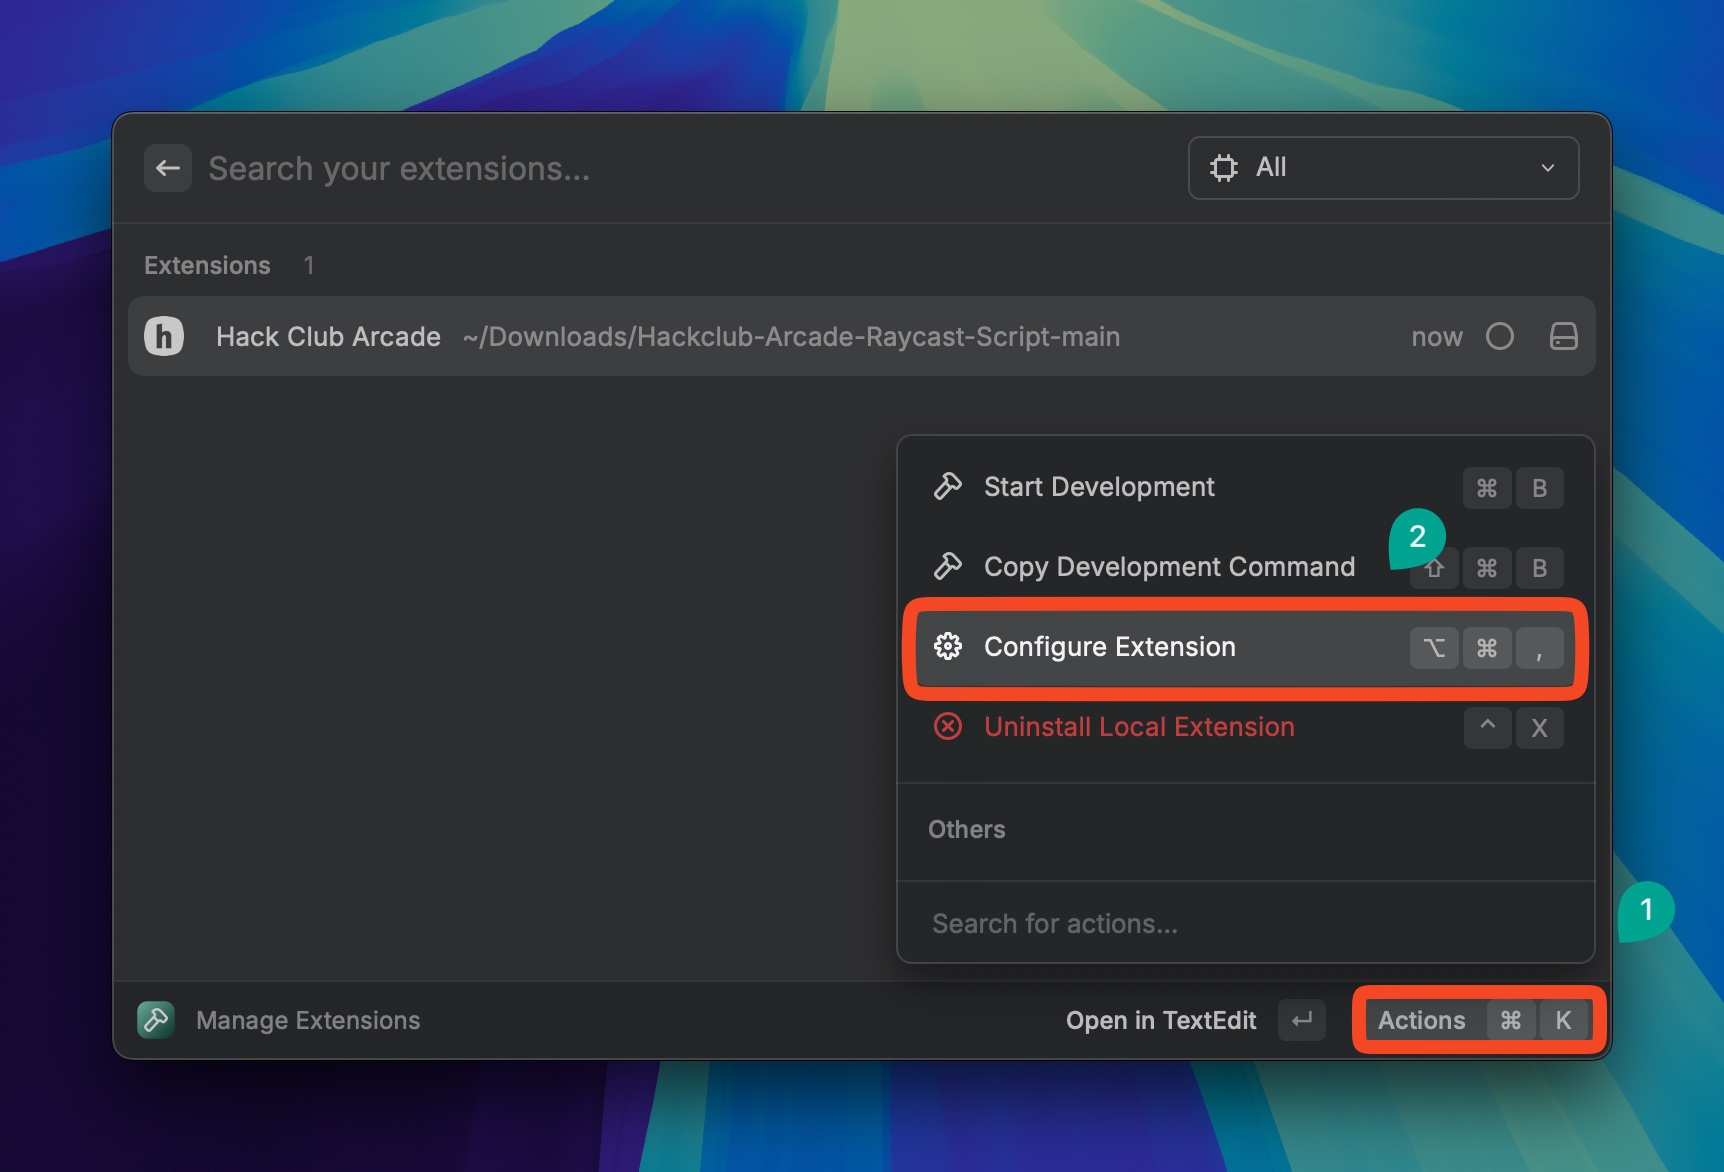 Search your extensions...
All
Extensions 1
h Hack Club Arcade ~/Downloads/Hackclub-Arcade-Raycast-Script-main now
Start Development ⌘ B
2
Copy Development Command ⇧ ⌘ B
Configure Extension ⌥ ⌘ ,
Uninstall Local Extension ^ X
Others
1
Search for actions...
Manage Extensions
Open in TextEdit ↵
Actions ⌘ K